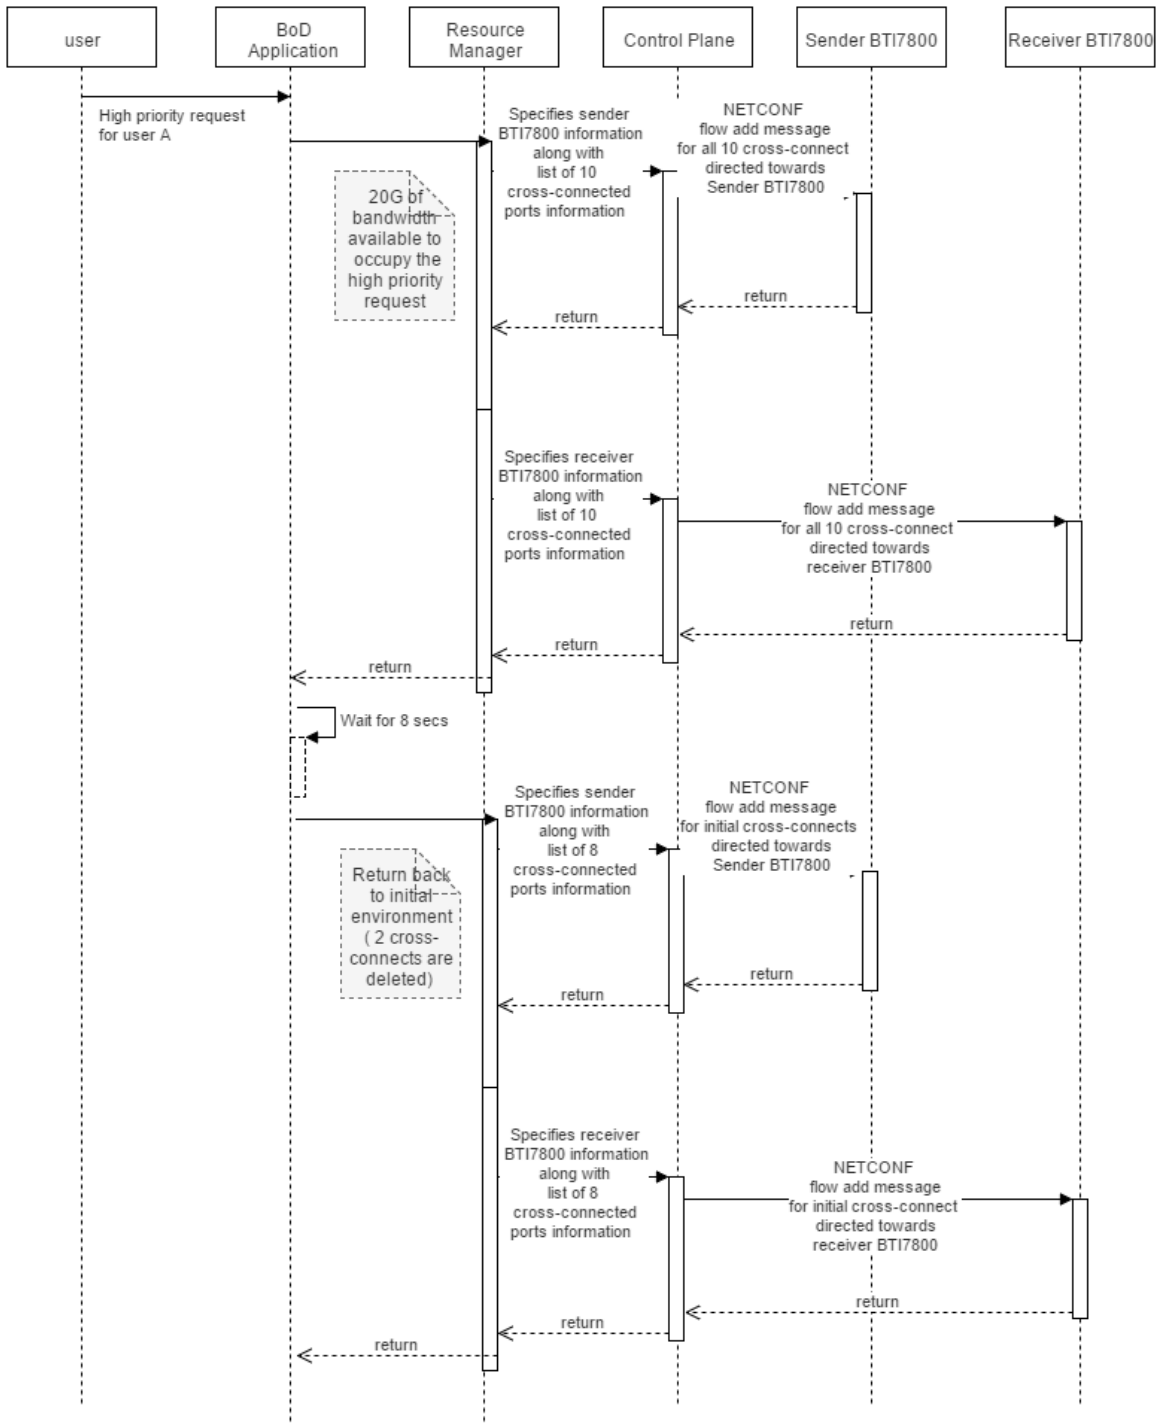 user
BoD
Application
Resource
Manager
Control Plane
Sender BTI7800
Receiver BTI7800
High priority request
for user A
Specifies sender
BTI7800 information
along with
list of 10
cross-connected
ports information
NETCONF
flow add message
for all 10 cross-connect
directed towards
Sender BTI7800
20G of
bandwidth
available to
occupy the
high priority
request
return
return
Specifies receiver
BTI7800 information
along with
list of 10
cross-connected
ports information
NETCONF
flow add message
for all 10 cross-connect
directed towards
receiver BTI7800
return
return
return
Wait for 8 secs
Specifies sender
BTI7800 information
along with
list of 8
cross-connected
ports information
NETCONF
flow add message
for initial cross-connects
directed towards
Sender BTI7800
Return back
to initial
environment
( 2 cross-
connects are
deleted)
return
return
Specifies receiver
BTI7800 information
along with
list of 8
cross-connected
ports information
NETCONF
flow add message
for initial cross-connect
directed towards
receiver BTI7800
return
return
return